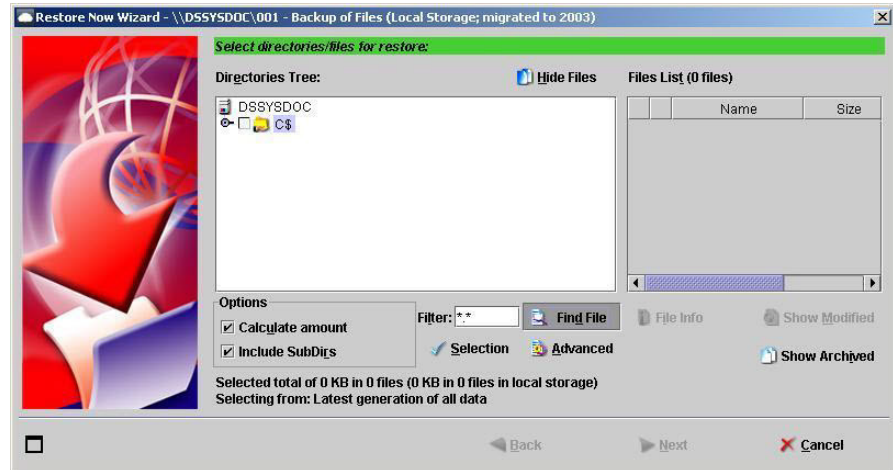 Restore Now Wizard - \\DSSYSDOC\001 - Backup of Files (Local Storage; migrated to 2003)
Select directories/files for restore:
Directories Tree:
Hide Files
Files List (0 files)
DSSYSDOC
C$
Name
Size
Options
Calculate amount
Include SubDirs
Filter: *.*
Find File
File Info
Show Modified
Selection
Advanced
Show Archived
Selected total of 0 KB in 0 files (0 KB in 0 files in local storage)
Selecting from: Latest generation of all data
Back
Next
Cancel